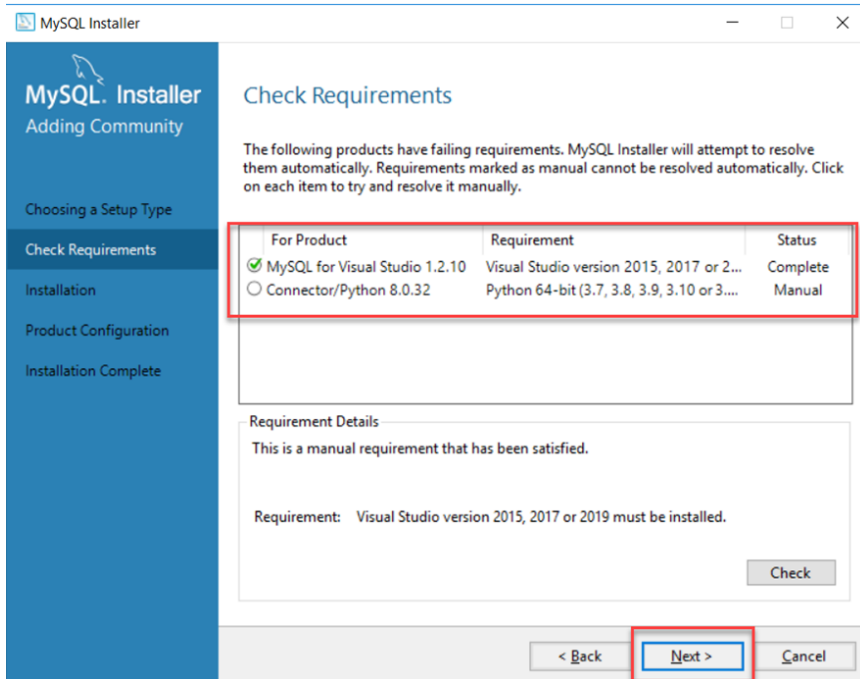 MySQL Installer
MySQL. Installer
Adding Community
Choosing a Setup Type
Check Requirements
Installation
Product Configuration
Installation Complete
Check Requirements
The following products have failing requirements. MySQL Installer will attempt to resolve
them automatically. Requirements marked as manual cannot be resolved automatically. Click
on each item to try and resolve it manually.
For Product Requirement Status
MySQL for Visual Studio 1.2.10 Visual Studio version 2015, 2017 or 2... Complete
Connector/Python 8.0.32 Python 64-bit (3.7, 3.8, 3.9, 3.10 or 3.... Manual
Requirement Details
This is a manual requirement that has been satisfied.
Requirement: Visual Studio version 2015, 2017 or 2019 must be installed.
Check
< Back Next > Cancel